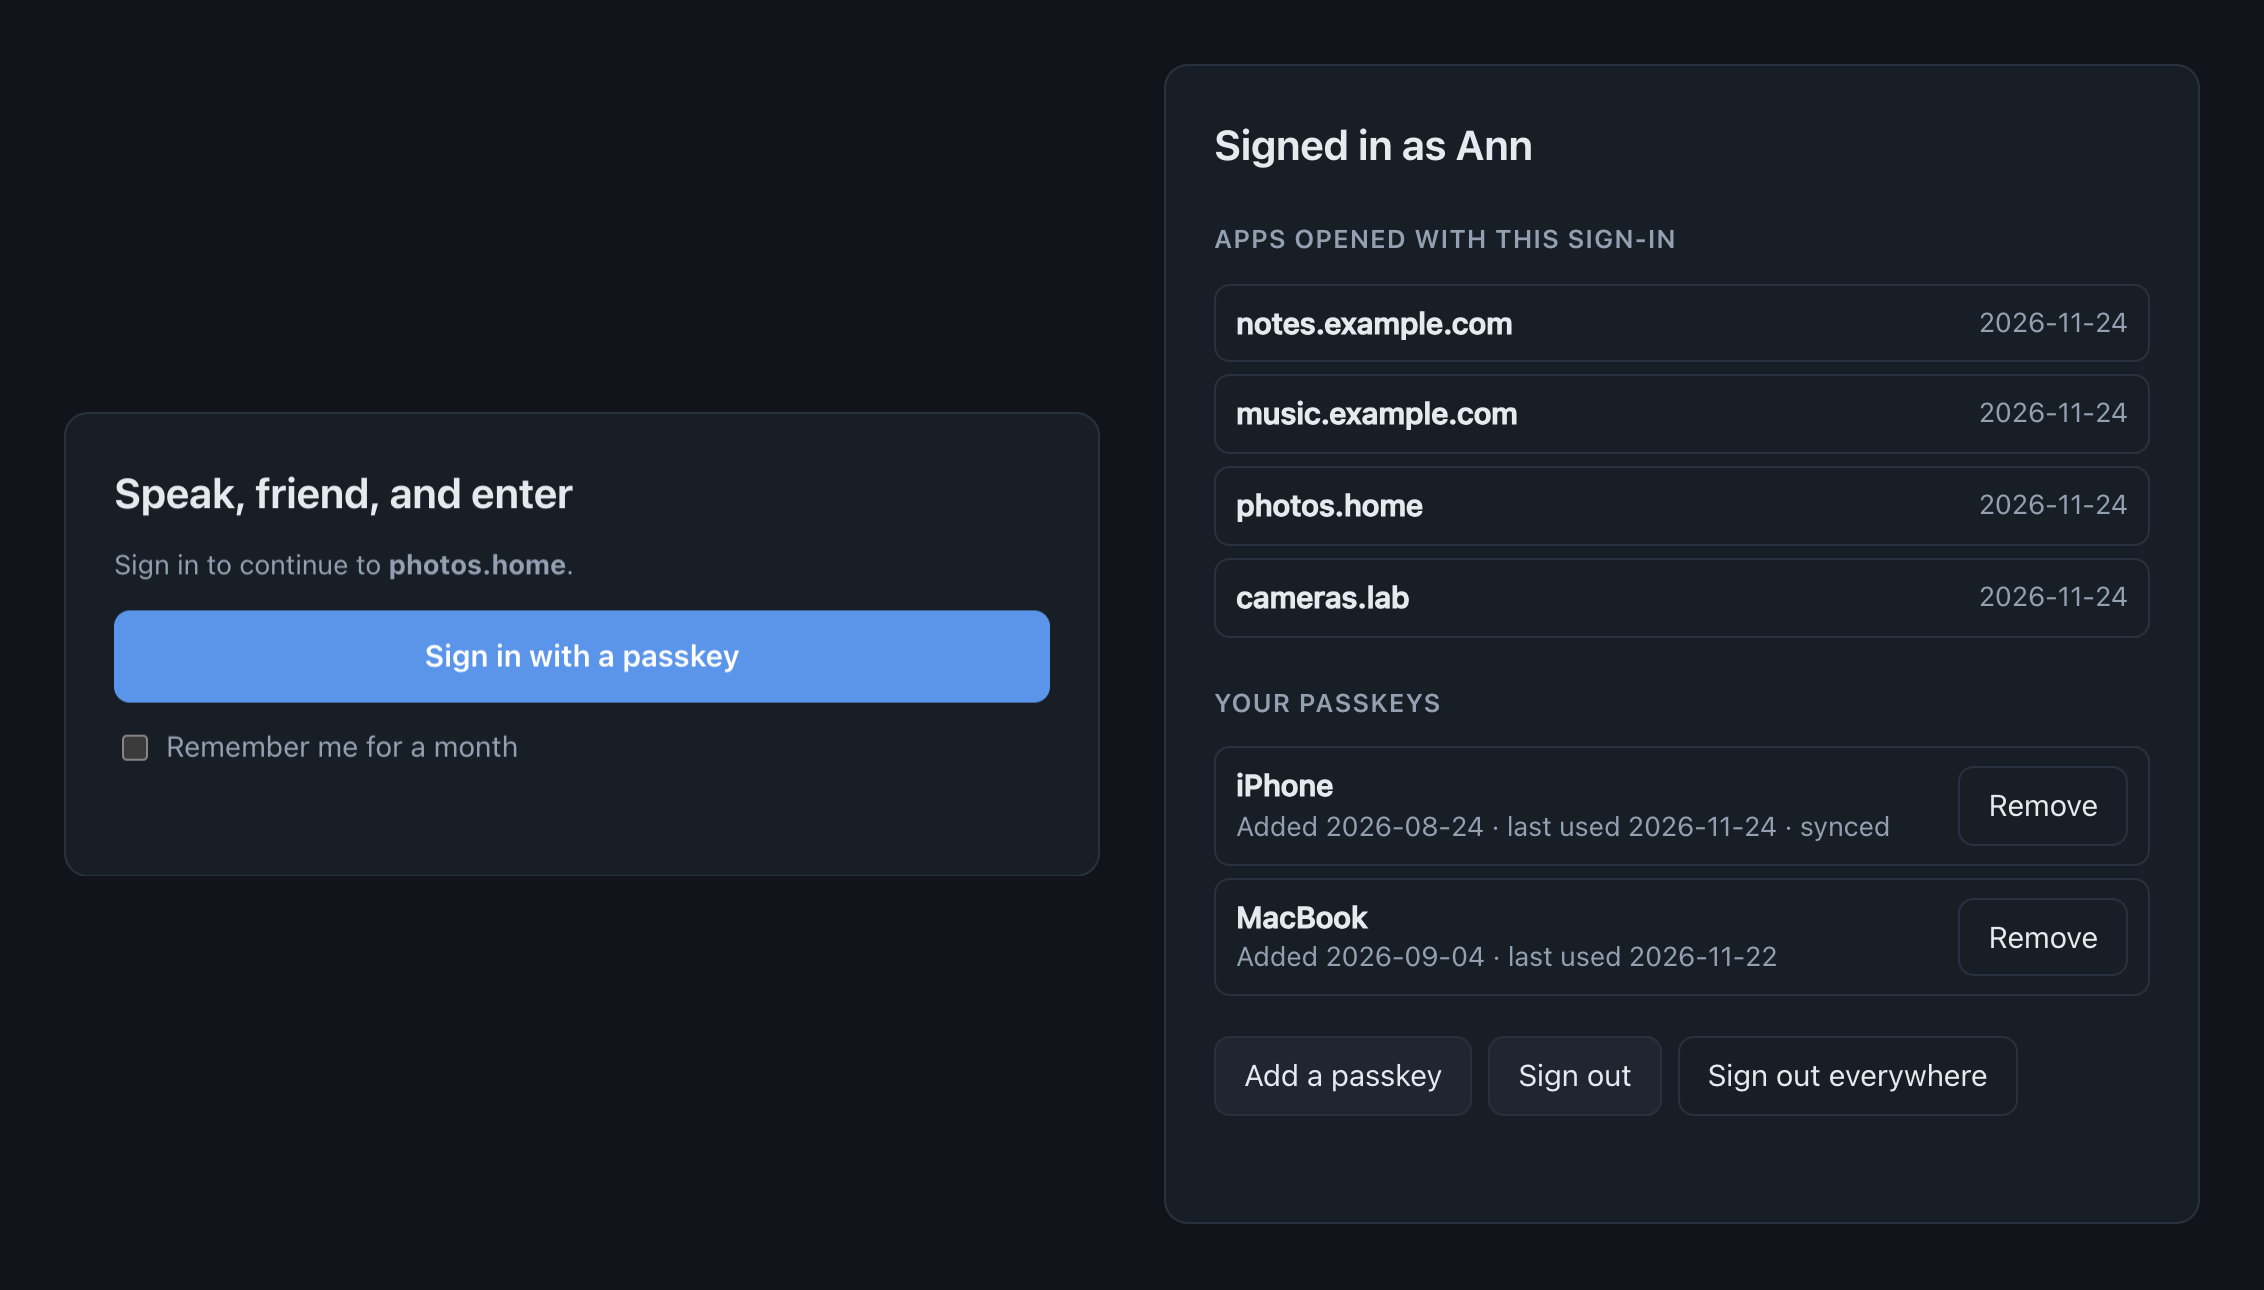 Speak, friend, and enter
Sign in to continue to photos.home.
Sign in with a passkey
Remember me for a month
Signed in as Ann
APPS OPENED WITH THIS SIGN-IN
notes.example.com 2026-11-24
music.example.com 2026-11-24
photos.home 2026-11-24
cameras.lab 2026-11-24
YOUR PASSKEYS
iPhone
Added 2026-08-24 · last used 2026-11-24 · synced
Remove
MacBook
Added 2026-09-04 · last used 2026-11-22
Remove
Add a passkey Sign out Sign out everywhere